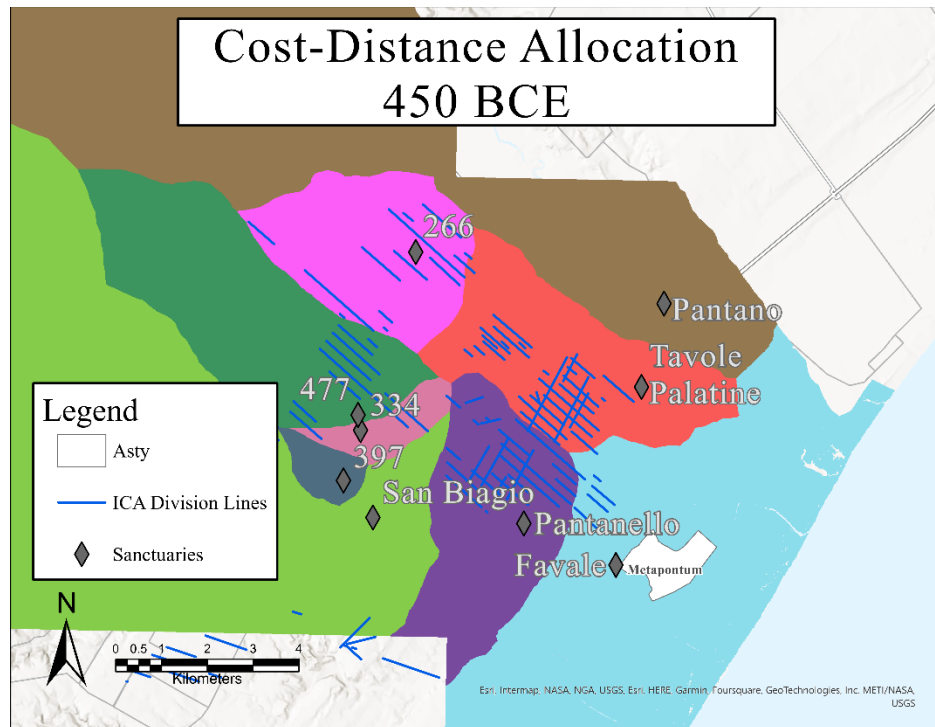 Cost-Distance Allocation
450 BCE
266
Pantano
Tavole
Palatine
477
334
397
San Biagio
Pantanello
Favale
Metapontum
Legend
Asty
ICA Division Lines
Sanctuaries
N
0 0.5 1 2 3 4
Kilometers
Esri, Intermap, NASA, NGA, USGS, Esri, HERE, Garmin, Foursquare, GeoTechnologies, Inc, METI/NASA,
USGS